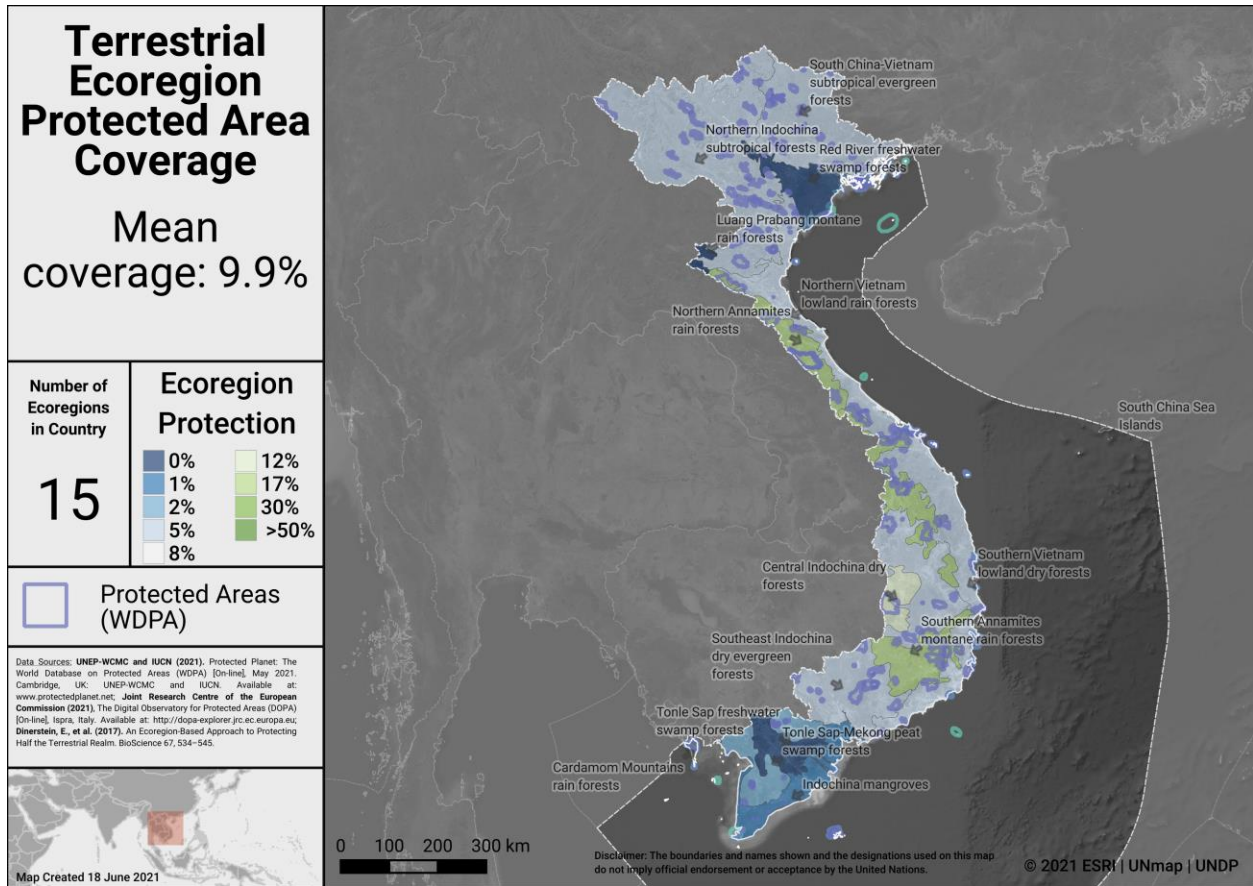 Terrestrial
Ecoregion
Protected Area
Coverage
Mean
coverage: 9.9%
Number of
Ecoregions
in Country
15
Ecoregion
Protection
0%
1%
2%
5%
8%
12%
17%
30%
>50%
Protected Areas
(WDPA)
Data Sources: UNEP-WCMC and IUCN (2021). Protected Planet: The
World Database on Protected Areas (WDPA) [On-line], May 2021.
Cambridge, UK: UNEP-WCMC and IUCN. Available at:
www.protectedplanet.net; Joint Research Centre of the European
Commission (2021), The Digital Observatory for Protected Areas (DOPA)
[On-line], Ispra, Italy. Available at: http://dopa-explorer.jrc.ec.europa.eu;
Dinerstein, E., et al. (2017). An Ecoregion-Based Approach to Protecting
Half the Terrestrial Realm. BioScience 67, 534–545.
Map Created 18 June 2021
South China-Vietnam
subtropical evergreen
forests
Northern Indochina
subtropical forests
Red River freshwater
swamp forests
Luang Prabang montane
rain forests
Northern Vietnam
lowland rain forests
Northern Annamites
rain forests
South China Sea
Islands
Central Indochina dry
forests
Southern Vietnam
lowland dry forests
Southeast Indochina
dry evergreen
forests
Southern Annamites
montane rain forests
Tonle Sap freshwater
swamp forests
Tonle Sap-Mekong peat
swamp forests
Cardamom Mountains
rain forests
Indochina mangroves
0 100 200 300 km
Disclaimer: The boundaries and names shown and the designations used on this map
do not imply official endorsement or acceptance by the United Nations.
© 2021 ESRI | UNmap | UNDP